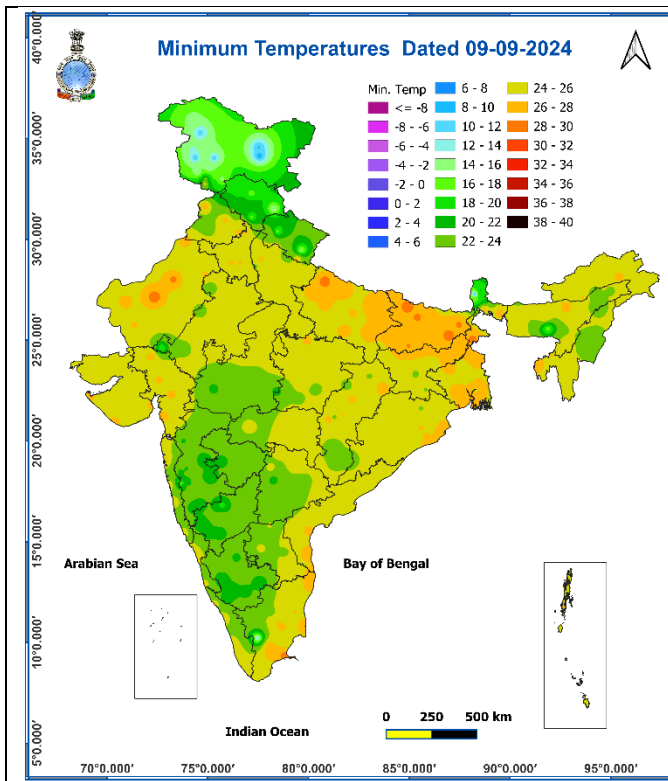 Minimum Temperatures Dated 09-09-2024
Min. Temp
<= -8
-8 - -6
-6 - -4
-4 - -2
-2 - 0
0 - 2
2 - 4
4 - 6
6 - 8
8 - 10
10 - 12
12 - 14
14 - 16
16 - 18
18 - 20
20 - 22
22 - 24
24 - 26
26 - 28
28 - 30
30 - 32
32 - 34
34 - 36
36 - 38
38 - 40
40°0.000'
35°0.000'
30°0.000'
25°0.000'
20°0.000'
15°0.000'
10°0.000'
5°0.000'
Arabian Sea
Bay of Bengal
Indian Ocean
0 250 500 km
70°0.000' 75°0.000' 80°0.000' 85°0.000' 90°0.000' 95°0.000'